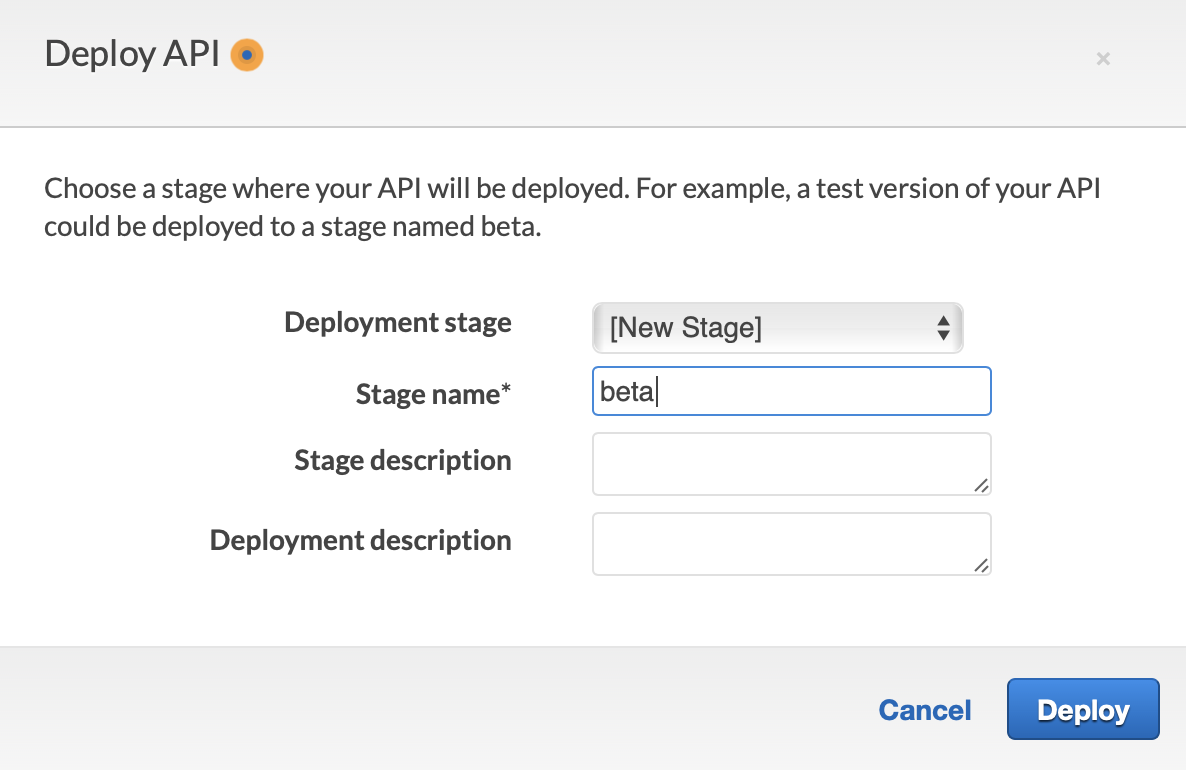 Deploy API
×
Choose a stage where your API will be deployed. For example, a test version of your API
could be deployed to a stage named beta.
Deployment stage [New Stage]
Stage name* beta
Stage description
Deployment description
Cancel Deploy